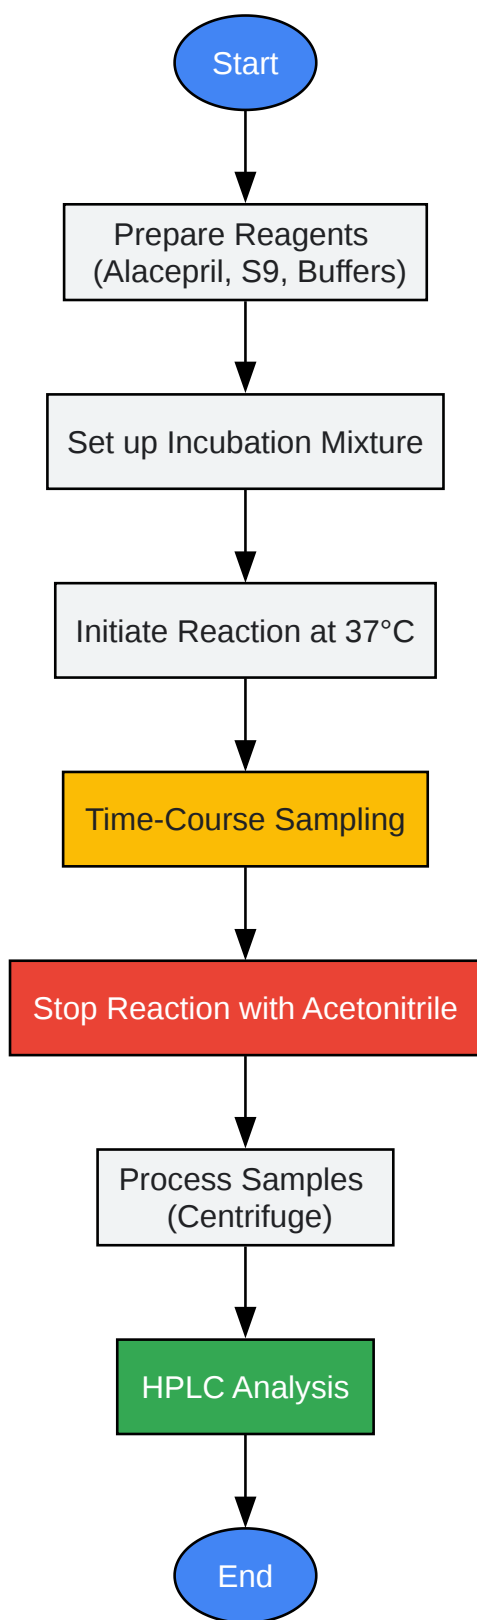 Start
Prepare Reagents
(Alacepril, S9, Buffers)
Set up Incubation Mixture
Initiate Reaction at 37°C
Time-Course Sampling
Stop Reaction with Acetonitrile
Process Samples
(Centrifuge)
HPLC Analysis
End